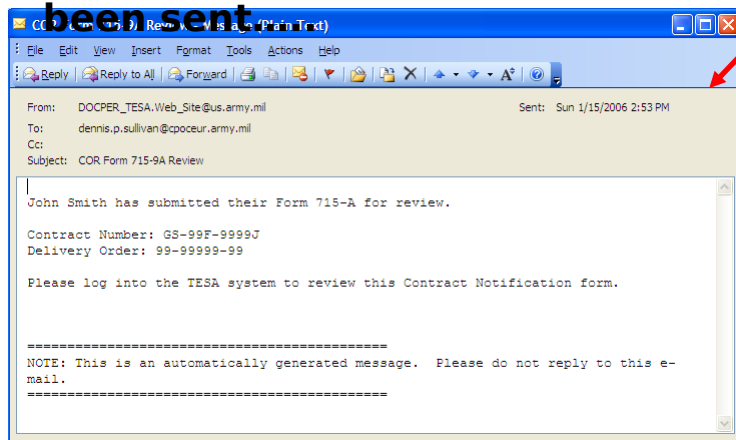 been sent...
COR Form 715-9A Review - Message (Plain Text)
File Edit View Insert Format Tools Actions Help
Reply Reply to All Forward
From: DOCPER_TESA.Web_Site@us.army.mil Sent: Sun 1/15/2006 2:53 PM
To: dennis.p.sullivan@cpoceur.army.mil
Cc:
Subject: COR Form 715-9A Review
John Smith has submitted their Form 715-A for review.
Contract Number: GS-99F-9999J
Delivery Order: 99-99999-99
Please log into the TESA system to review this Contract Notification form.
=============================================
NOTE: This is an automatically generated message. Please do not reply to this e-
mail.
=============================================